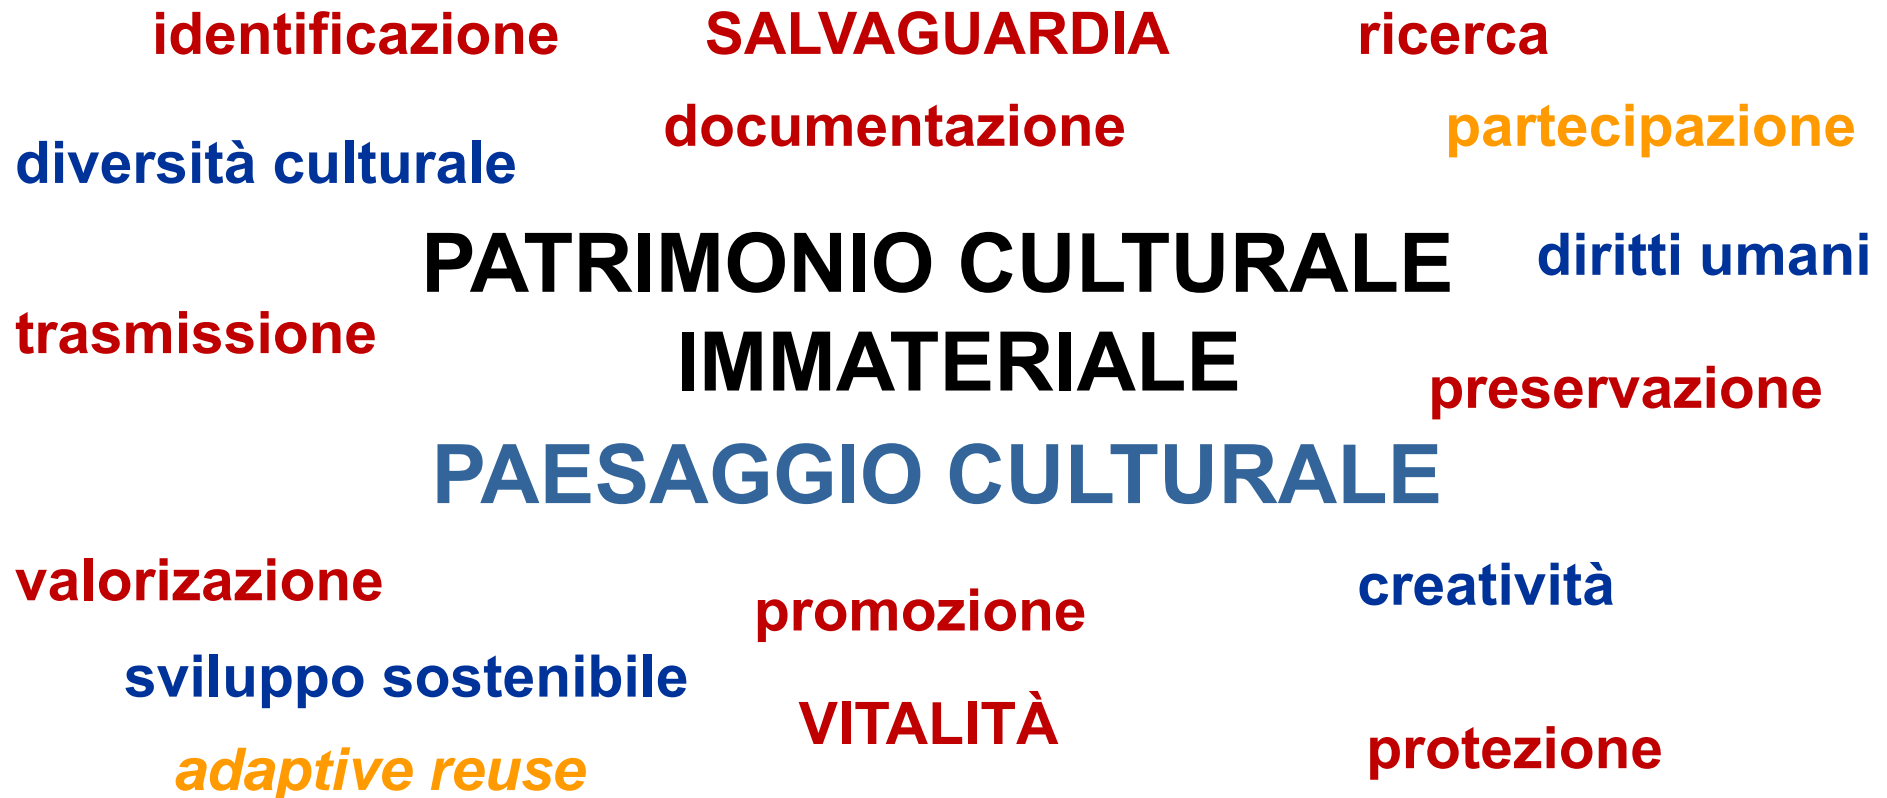 identificazione
SALVAGUARDIA
ricerca
documentazione
partecipazione
diversità culturale
PATRIMONIO CULTURALE
IMMATERIALE
diritti umani
trasmissione
preservazione
PAESAGGIO CULTURALE
valorizzazione
promozione
creatività
sviluppo sostenibile
VITALITÀ
protezione
adaptive reuse